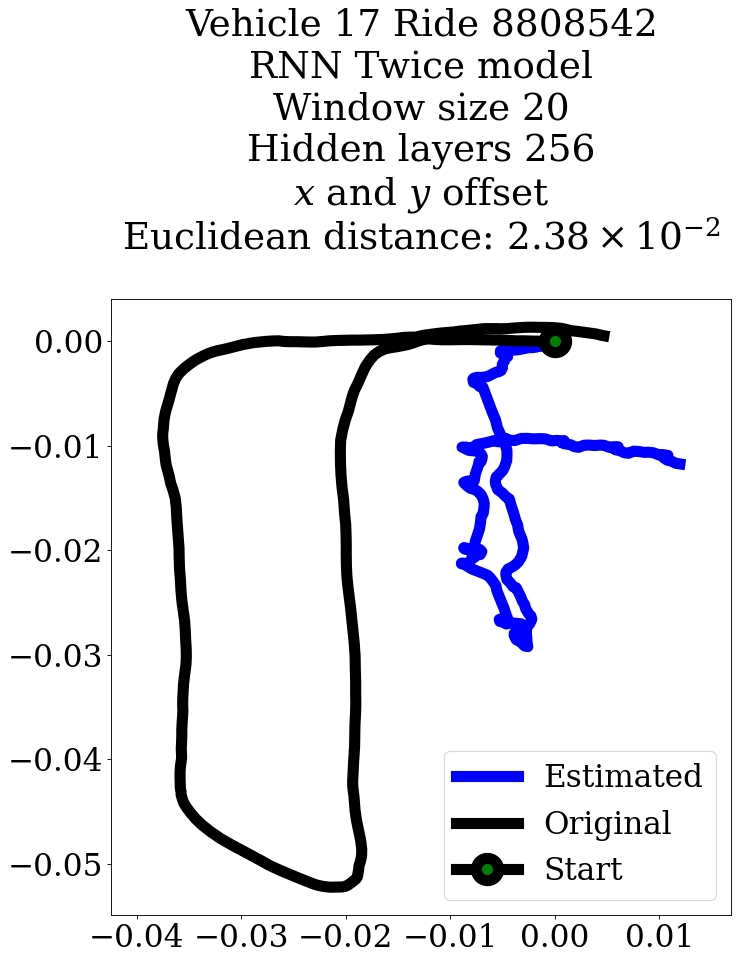 Vehicle 17 Ride 8808542
RNN Twice model
Window size 20
Hidden layers 256
x and y offset
Euclidean distance: 2.38 × 10⁻²
0.00
−0.01
−0.02
−0.03
−0.04
−0.05
Estimated
Original
Start
−0.04 −0.03 −0.02 −0.01 0.00 0.01